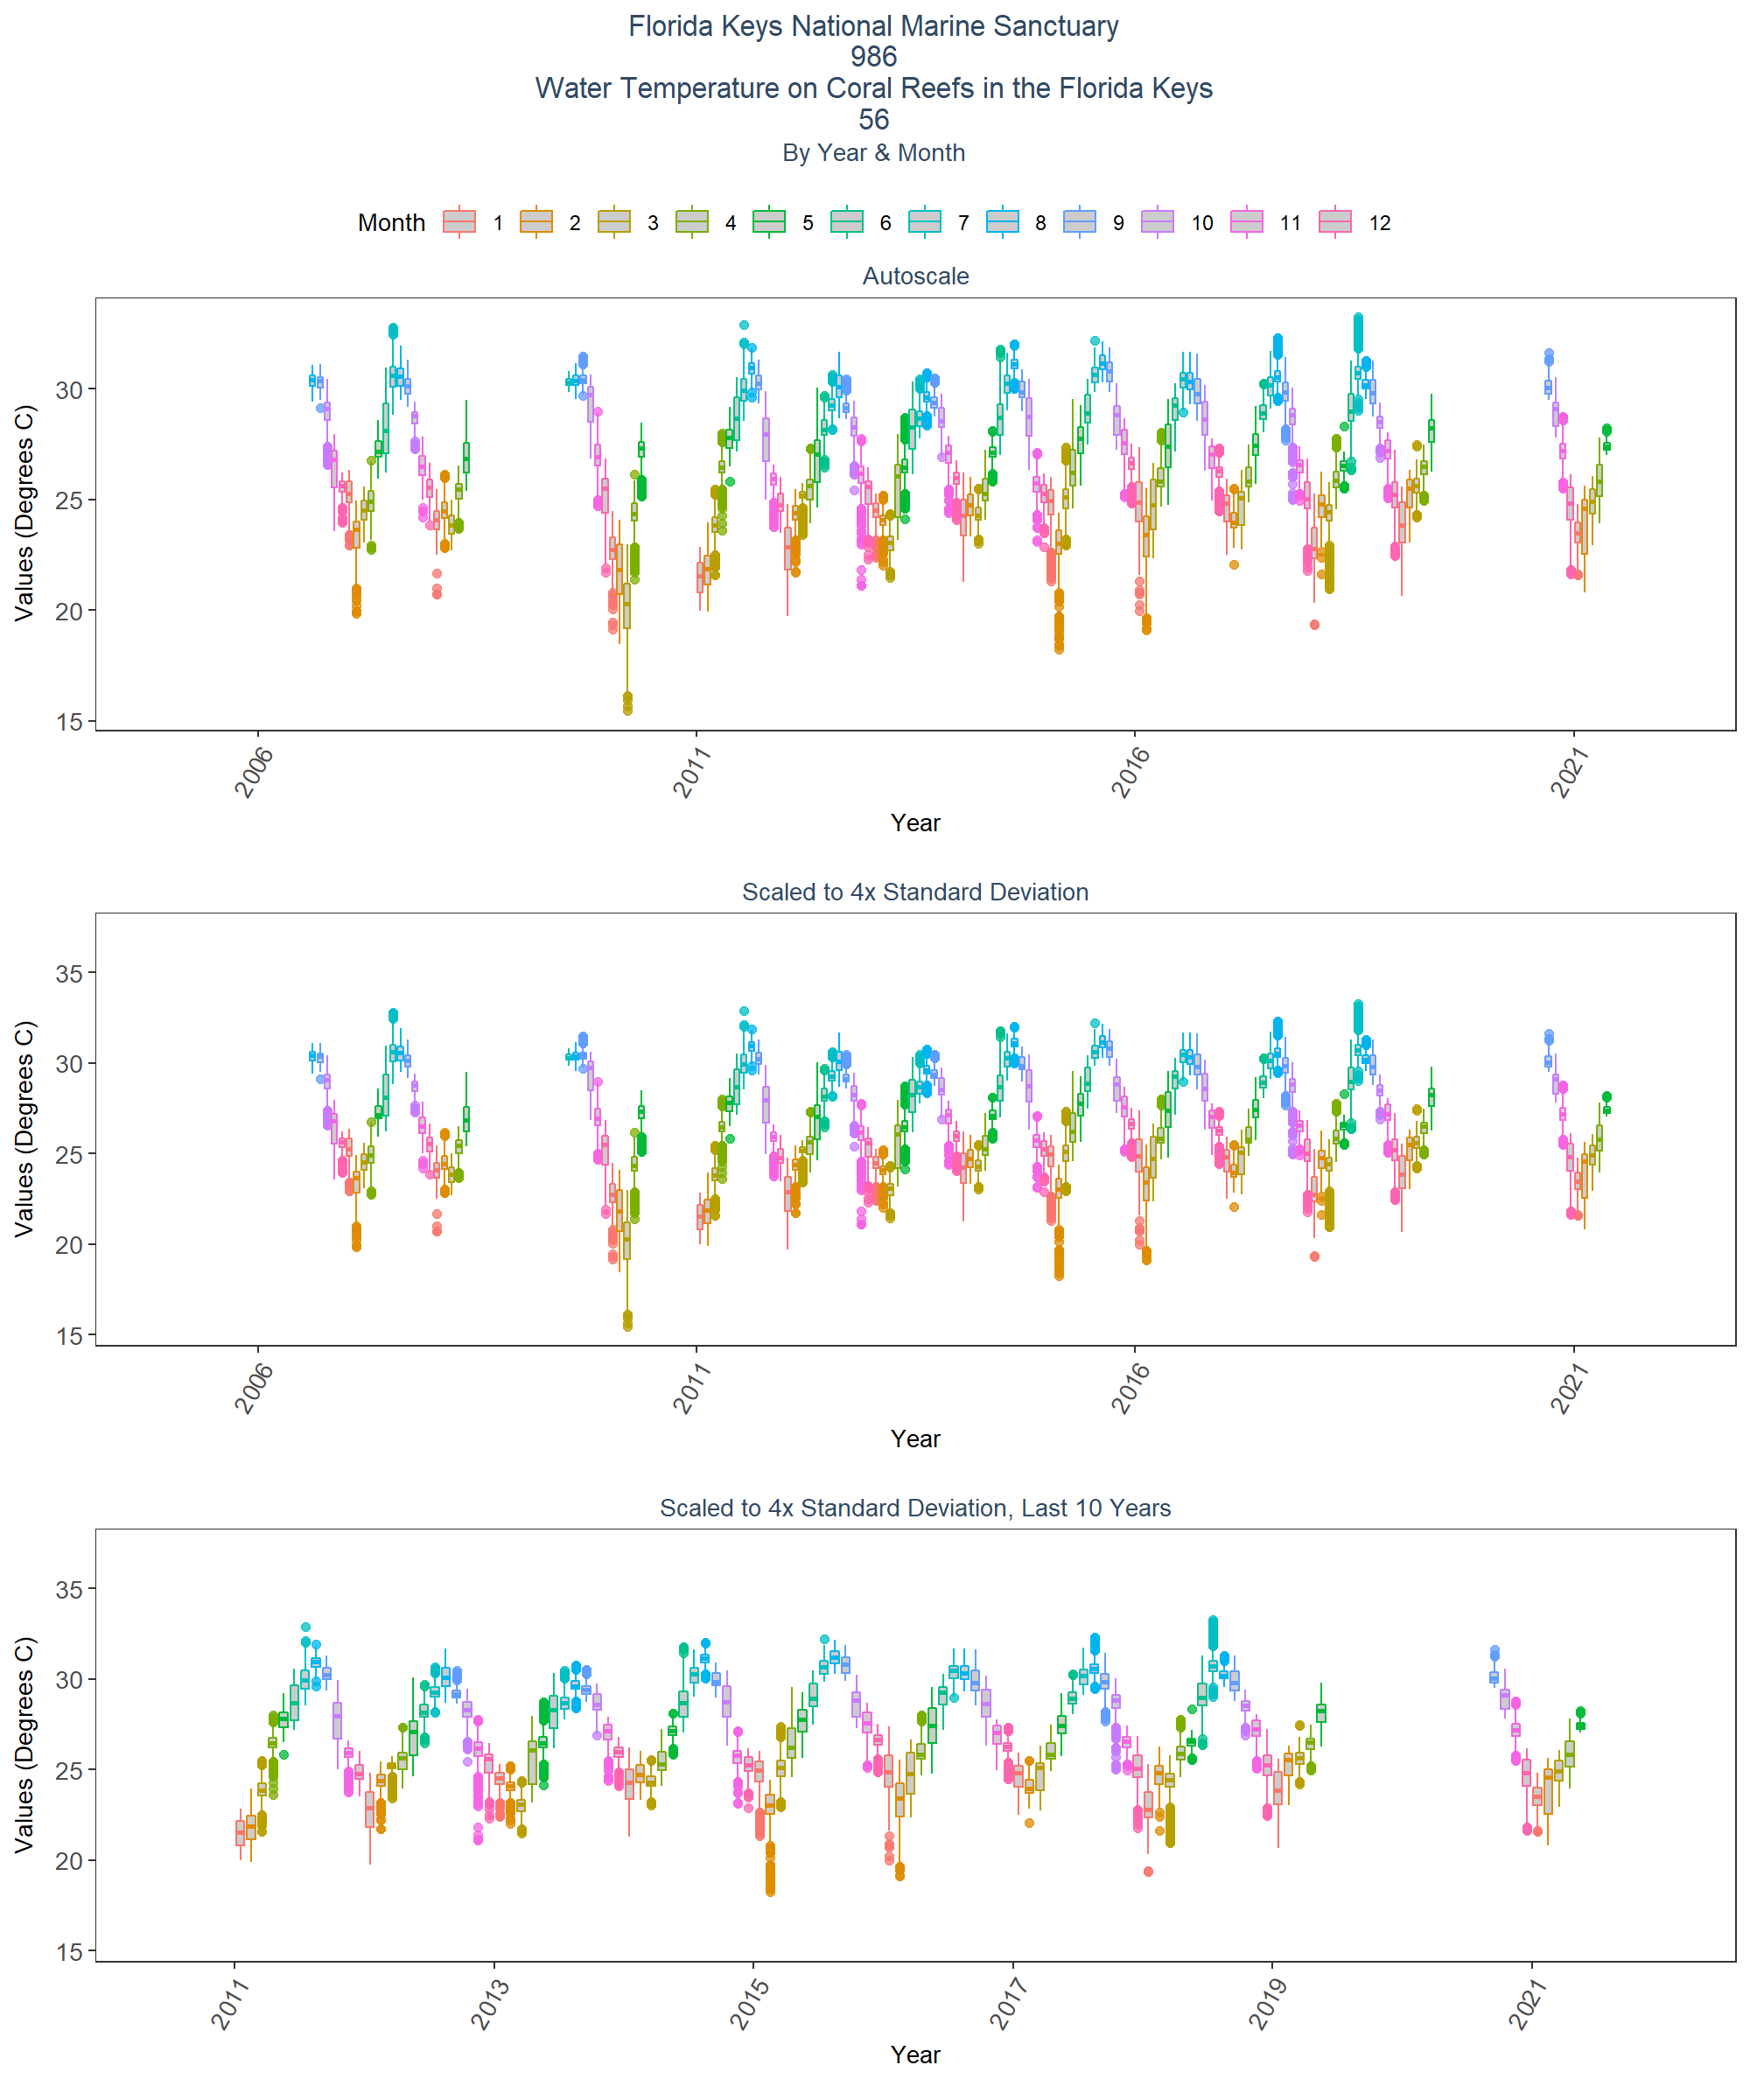 Florida Keys National Marine Sanctuary
986
Water Temperature on Coral Reefs in the Florida Keys
56
By Year & Month
Month 1 2 3 4 5 6 7 8 9 10 11 12
Autoscale
Values (Degrees C)
30
25
20
15
2006 2011 2016 2021
Year
Scaled to 4x Standard Deviation
Values (Degrees C)
35
30
25
20
15
2006 2011 2016 2021
Year
Scaled to 4x Standard Deviation, Last 10 Years
Values (Degrees C)
35
30
25
20
15
2011 2013 2015 2017 2019 2021
Year